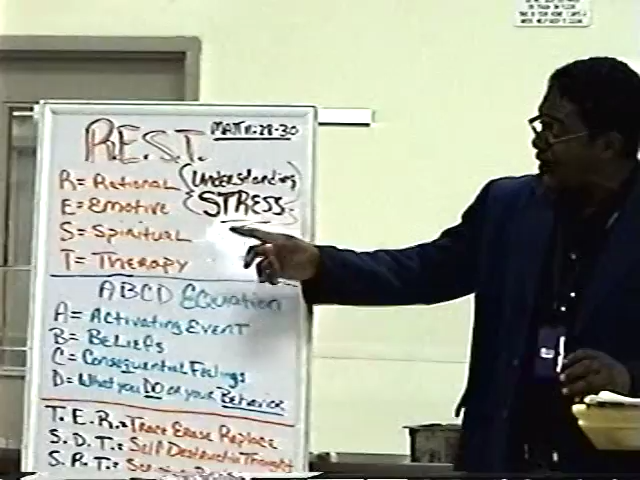 R.E.S.T.
MATT 11:28-30
R= Rational (Understanding)
E= Emotive (STRESS)
S= Spiritual
T= Therapy
ABCD Equation
A= Activating Event
B= Beliefs
C= Consequential Feelings
D= What you DO or your Behavior
T.E.R.= Trace Erase Replace
S.D.T.= Self Destructive Thought
S.R.T.=